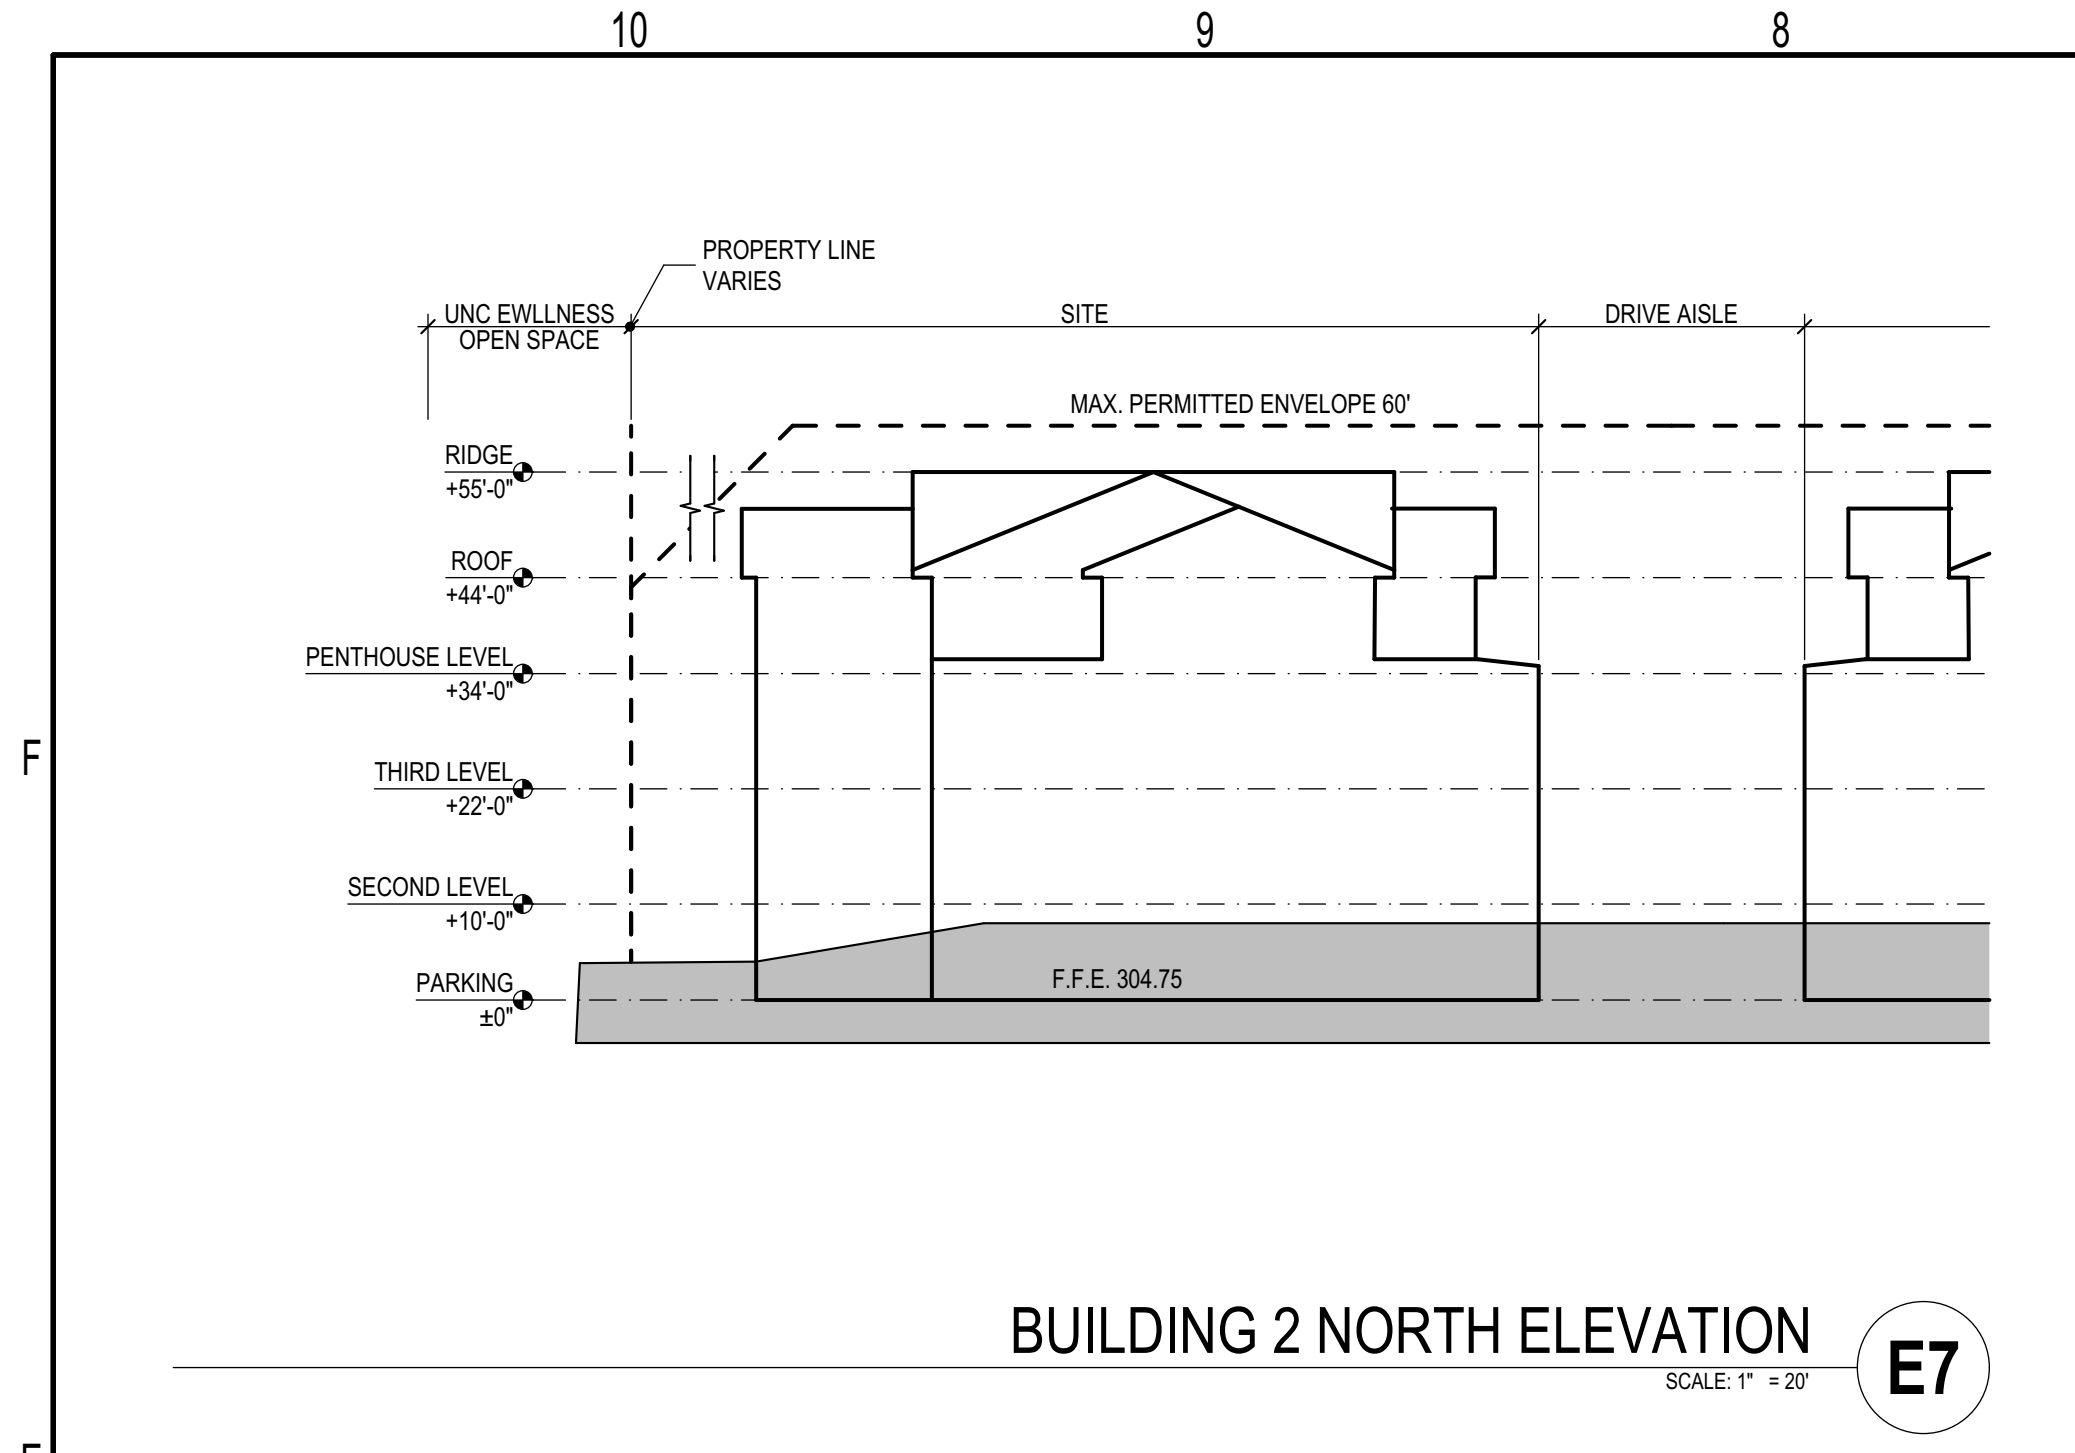 10
9
8
PROPERTY LINE
VARIES
UNC EWLLNESS
OPEN SPACE
SITE
DRIVE AISLE
MAX. PERMITTED ENVELOPE 60'
RIDGE
+55'-0"
ROOF
+44'-0"
PENTHOUSE LEVEL
+34'-0"
F
THIRD LEVEL
+22'-0"
SECOND LEVEL
+10'-0"
PARKING
±0"
F.F.E. 304.75
BUILDING 2 NORTH ELEVATION
SCALE: 1" = 20'
E7